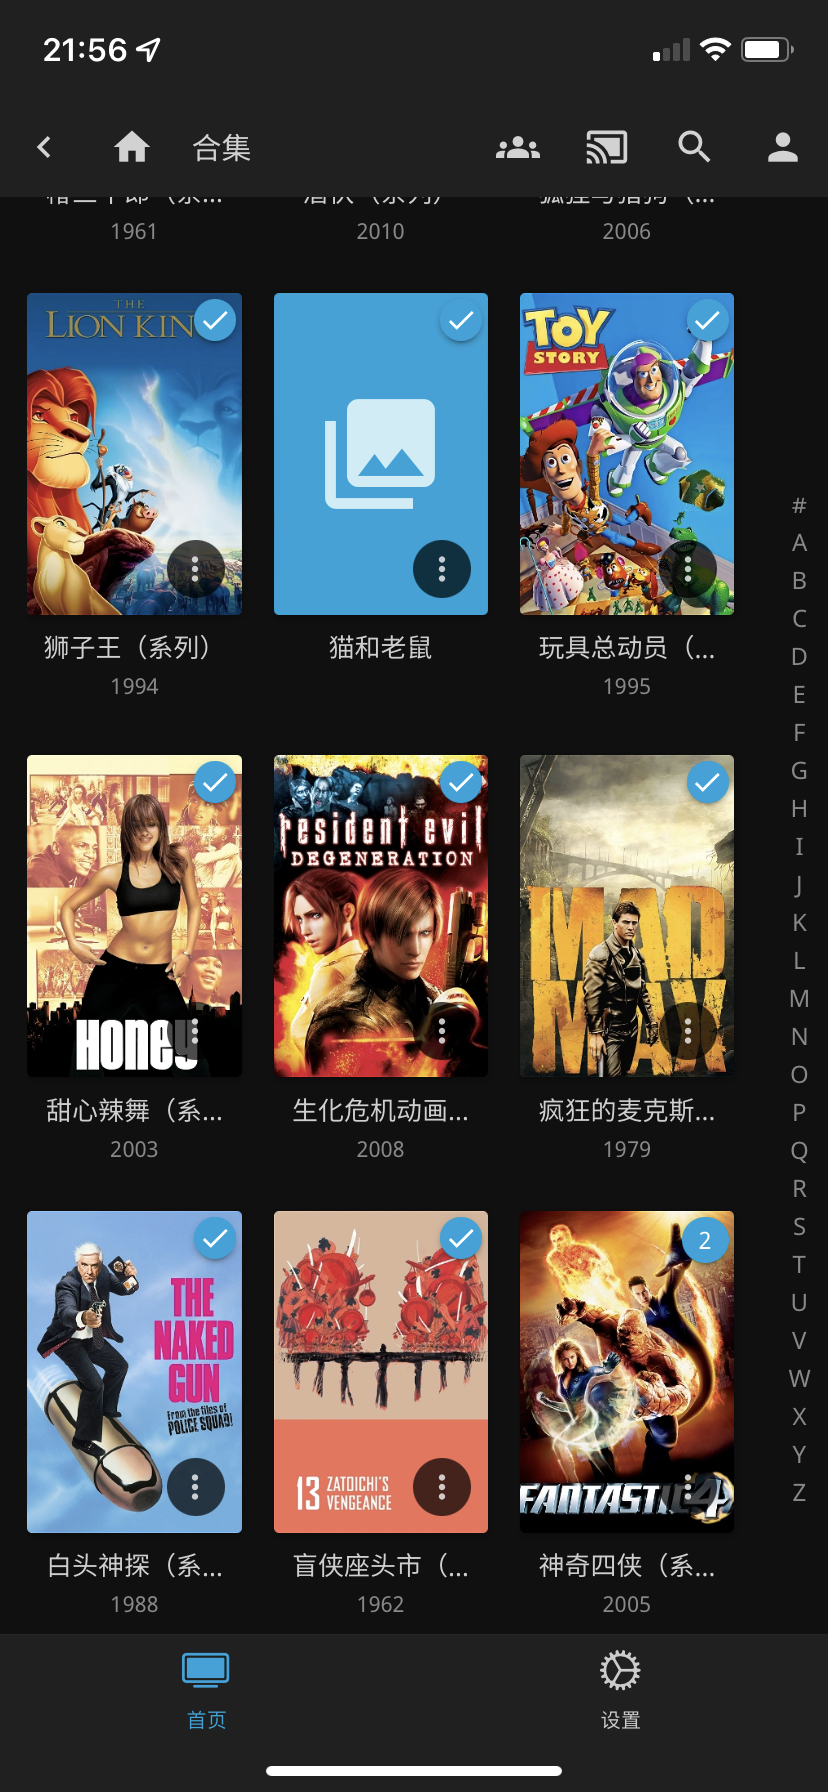 21:56
合集
1961
2010
2006
THE
LION KIN
TOY
STORY
狮子王（系列）
猫和老鼠
玩具总动员（...
1994
1995
resident evil
DEGENERATION
MAD
MAX
HONEY
甜心辣舞（系...
生化危机动画...
疯狂的麦克斯...
2003
2008
1979
2
THE
NAKED
GUN
From the files of
POLICE SQUAD!
13 ZATOICHI'S
VENGEANCE
FANTASTIC 4
白头神探（系...
盲侠座头市（...
神奇四侠（系...
1988
1962
2005
#
A
B
C
D
E
F
G
H
I
J
K
L
M
N
O
P
Q
R
S
T
U
V
W
X
Y
Z
首页
设置